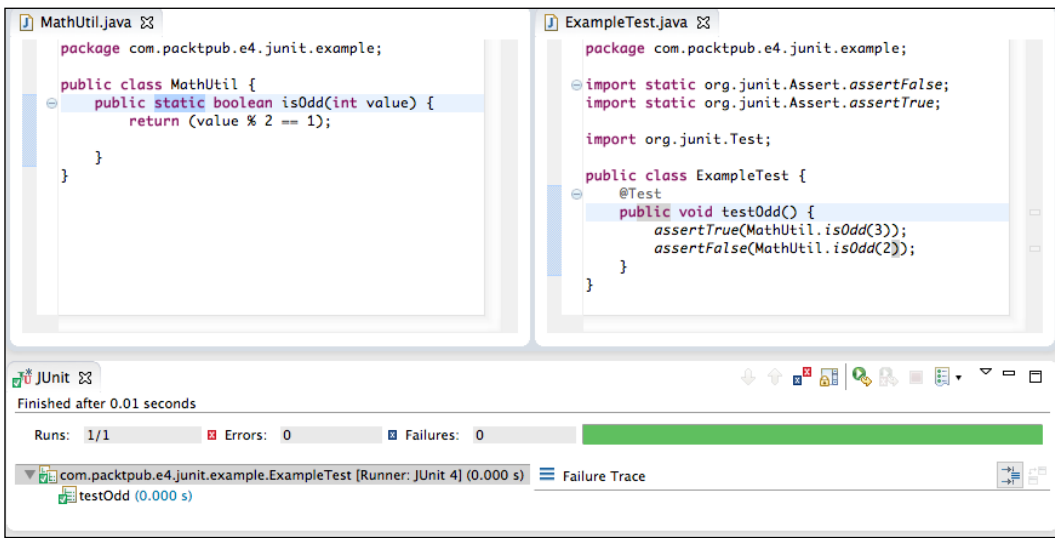 MathUtil.java
package com.packtpub.e4.junit.example;
public class MathUtil {
public static boolean isOdd(int value) {
return (value % 2 == 1);
}
}
ExampleTest.java
package com.packtpub.e4.junit.example;
import static org.junit.Assert.assertFalse;
import static org.junit.Assert.assertTrue;
import org.junit.Test;
public class ExampleTest {
@Test
public void testOdd() {
assertTrue(MathUtil.isOdd(3));
assertFalse(MathUtil.isOdd(2));
}
}
JUnit
Finished after 0.01 seconds
Runs: 1/1 Errors: 0 Failures: 0
com.packtpub.e4.junit.example.ExampleTest [Runner: JUnit 4] (0.000 s)
testOdd (0.000 s)
Failure Trace